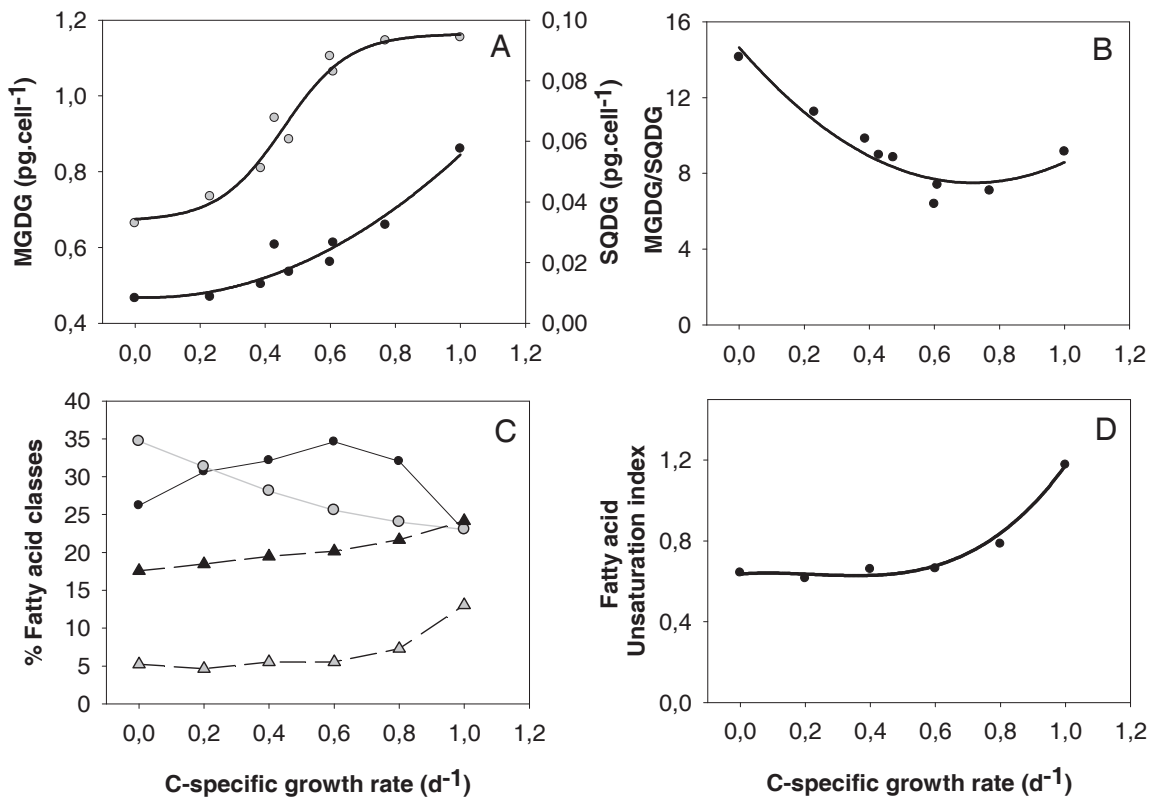 A
MGDG (pg.cell-1)
1,2
1,0
0,8
0,6
0,4
0,10
0,08
0,06
0,04
0,02
0,00
SQDG (pg.cell-1)
0,0 0,2 0,4 0,6 0,8 1,0 1,2
B
MGDG/SQDG
16
12
8
4
0
0,0 0,2 0,4 0,6 0,8 1,0 1,2
C
% Fatty acid classes
40
35
30
25
20
15
10
5
0
0,0 0,2 0,4 0,6 0,8 1,0 1,2
C-specific growth rate (d-1)
D
Fatty acid
Unsaturation index
1,2
0,8
0,4
0,0
0,0 0,2 0,4 0,6 0,8 1,0 1,2
C-specific growth rate (d-1)